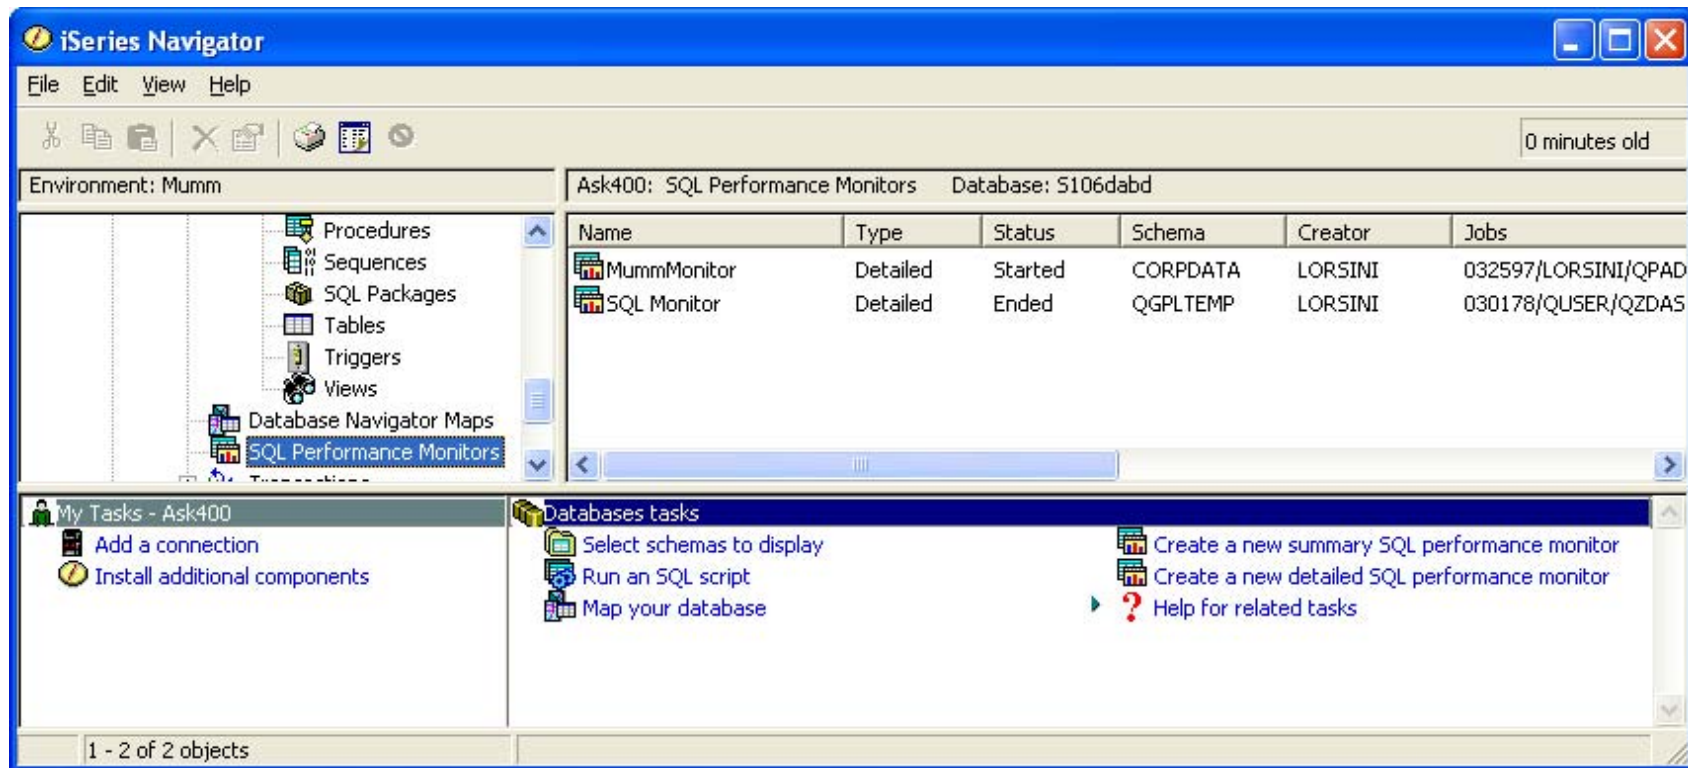 iSeries Navigator
File Edit View Help
0 minutes old
Environment: Mumm
Ask400: SQL Performance Monitors Database: S106dabd
Procedures
Sequences
SQL Packages
Tables
Triggers
Views
Database Navigator Maps
SQL Performance Monitors
Name Type Status Schema Creator Jobs
MummMonitor Detailed Started CORPDATA LORSINI 032597/LORSINI/QPAD
SQL Monitor Detailed Ended QGPLTEMP LORSINI 030178/QUSER/QZDAS
My Tasks - Ask400
Add a connection
Install additional components
Databases tasks
Select schemas to display
Run an SQL script
Map your database
Create a new summary SQL performance monitor
Create a new detailed SQL performance monitor
Help for related tasks
1 - 2 of 2 objects